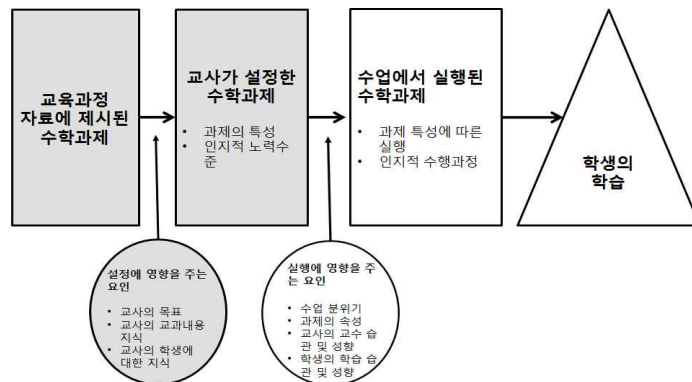 교육과정
자료에 제시된
수학과제
교사가 설정한
수학과제
• 과제의 특성
• 인지적 노력수
준
수업에서 실행된
수학과제
• 과제 특성에 따른
실행
• 인지적 수행과정
학생의
학습
설정에 영향을 주는
요인
• 교사의 목표
• 교사의 교과내용
지식
• 교사의 학생에
대한 지식
실행에 영향을 주
는 요인
• 수업 분위기
• 과제의 속성
• 교사의 교수 습
관 및 성향
• 학생의 학습 습
관 및 성향